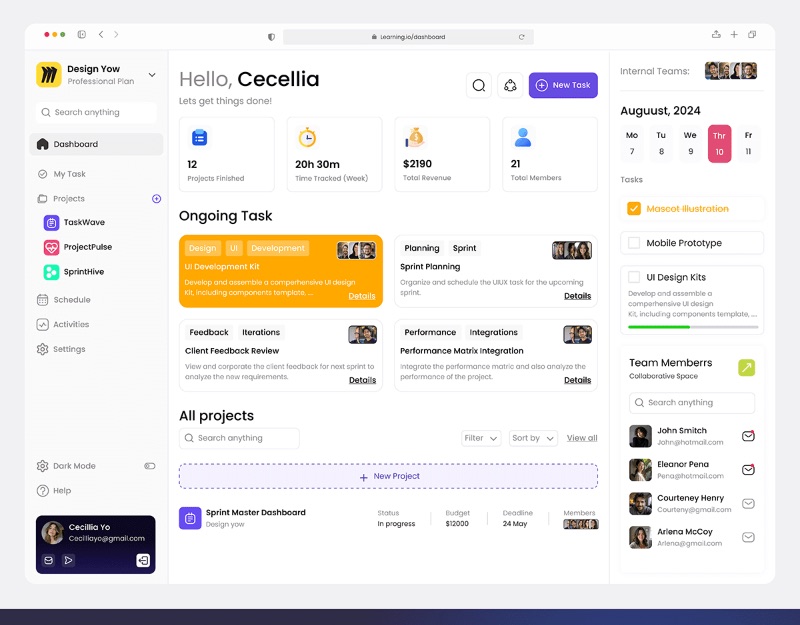 Learning.io/dashboard
Design Yow
Professional Plan
Search anything
Dashboard
My Task
Projects
TaskWave
ProjectPulse
SprintHive
Schedule
Activities
Settings
Dark Mode
Help
Cecillia Yo
Cecilliayo@gmail.com
Hello, Cecellia
Lets get things done!
New Task
12
Projects Finished
20h 30m
Time Tracked (Week)
$2190
Total Revenue
21
Total Members
Ongoing Task
Design UI Development
UI Development Kit
Develop and assemble a comprehensive UI design
Kit, including components template, ...
Details
Planning Sprint
Sprint Planning
Organize and schedule the UIUX task for the upcoming
sprint.
Details
Feedback Iterations
Client Feedback Review
View and corporate the client feedback for next sprint to
analyze the new requirements.
Details
Performance Integrations
Performance Matrix Integration
Integrate the performance matric and also analyze the
performance of the project.
Details
All projects
Search anything
Filter
Sort by
View all
New Project
Sprint Master Dashboard
Design yow
Status
In progress
Budget
$12000
Deadline
24 May
Members
Internal Teams:
Auguust, 2024
Mo Tu We Thr Fr
7 8 9 10 11
Tasks
Mascot Illustration
Mobile Prototype
UI Design Kits
Develop and assemble a
comprehensive UI design
Kit, including components template, ...
Team Memberrs
Collaborative Space
Search anything
John Smitch
John@hotmail.com
Eleanor Pena
Pena@hotmail.com
Courteney Henry
Courteny@gmail.com
Arlena McCoy
Arlena@gmail.com